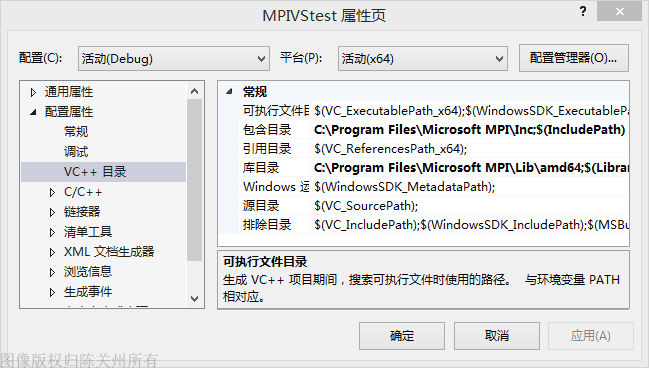 MPIVStest 属性页
配置(C): 活动(Debug) 平台(P): 活动(x64) 配置管理器(O)...
通用属性
配置属性
常规
调试
VC++ 目录
C/C++
链接器
清单工具
XML 文档生成器
浏览信息
生成事件
常规
可执行文件目 $(VC_ExecutablePath_x64);$(WindowsSDK_ExecutablePa
包含目录 C:\Program Files\Microsoft MPI\Inc;$(IncludePath)
引用目录 $(VC_ReferencesPath_x64);
库目录 C:\Program Files\Microsoft MPI\Lib\amd64;$(Librar
Windows 运 $(WindowsSDK_MetadataPath);
源目录 $(VC_SourcePath);
排除目录 $(VC_IncludePath);$(WindowsSDK_IncludePath);$(MSBu
可执行文件目录
生成 VC++ 项目期间，搜索可执行文件时使用的路径。 与环境变量 PATH
相对应。
确定 取消 应用(A)
图像版权归陈关州所有